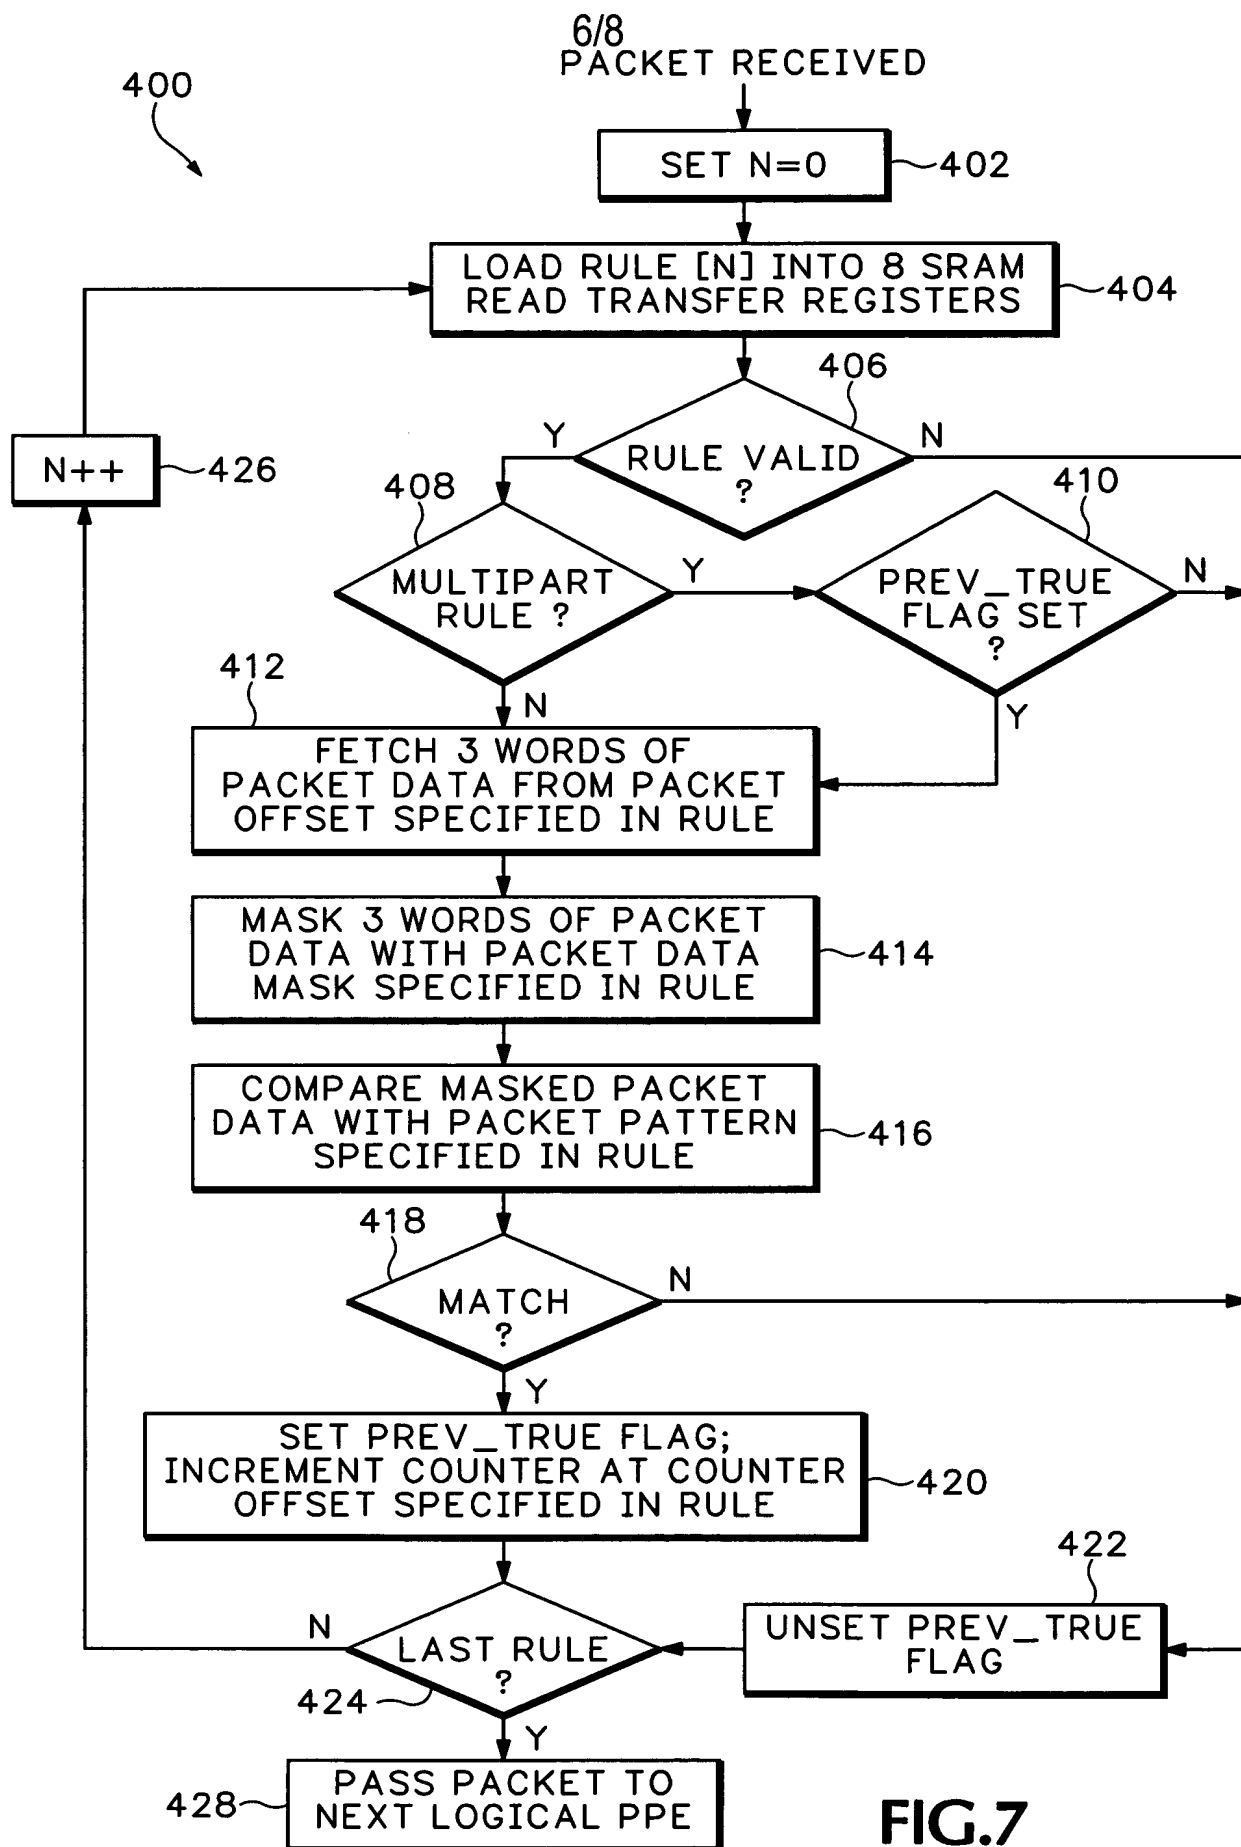 6/8
PACKET RECEIVED
400
SET N=0
402
LOAD RULE [N] INTO 8 SRAM
READ TRANSFER REGISTERS
404
406
Y
RULE VALID
?
N
N++
426
408
MULTIPART
RULE ?
Y
410
PREV_TRUE
FLAG SET
?
N
412
N
Y
FETCH 3 WORDS OF
PACKET DATA FROM PACKET
OFFSET SPECIFIED IN RULE
MASK 3 WORDS OF PACKET
DATA WITH PACKET DATA
MASK SPECIFIED IN RULE
414
COMPARE MASKED PACKET
DATA WITH PACKET PATTERN
SPECIFIED IN RULE
416
418
MATCH
?
N
Y
SET PREV_TRUE FLAG;
INCREMENT COUNTER AT COUNTER
OFFSET SPECIFIED IN RULE
420
422
UNSET PREV_TRUE
FLAG
N
LAST RULE
?
424
Y
PASS PACKET TO
NEXT LOGICAL PPE
428
FIG.7